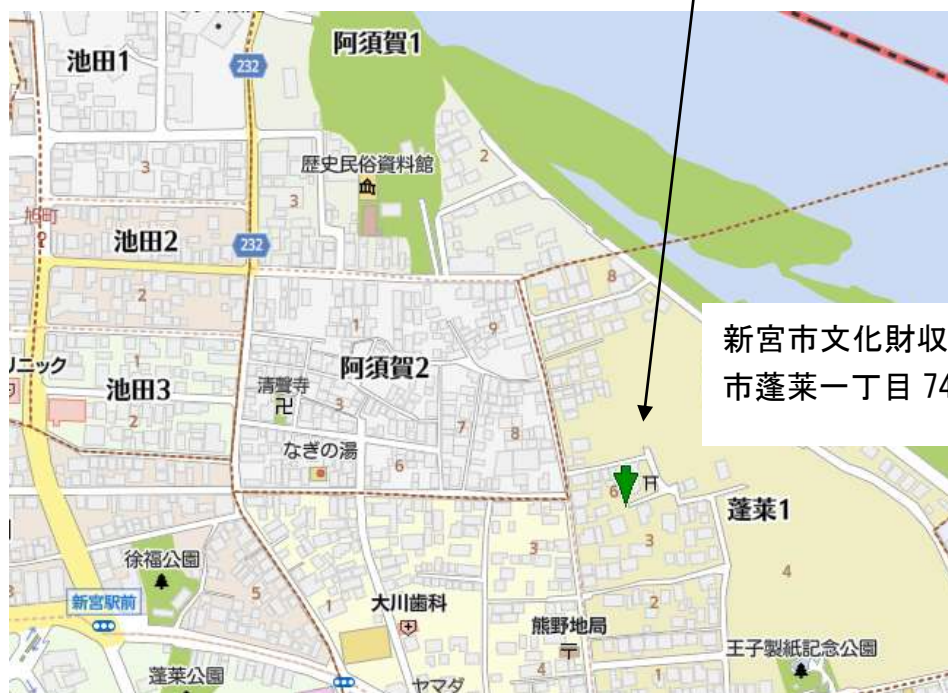 阿須賀1
池田1
232
1
2
歴史民俗資料館
3
3
旭町
池田2
232
8
2
1
9
新宮市文化財収
市蓬莱一丁目 74
阿須賀2
リニック
1
池田3
清聲寺
卍
3
2
7
8
なぎの湯
6
6
蓬莱1
3
3
4
徐福公園
5
2
新宮駅前
1
大川歯科
熊野地局
王子製紙記念公園
4
蓬莱公園
ヤマダ